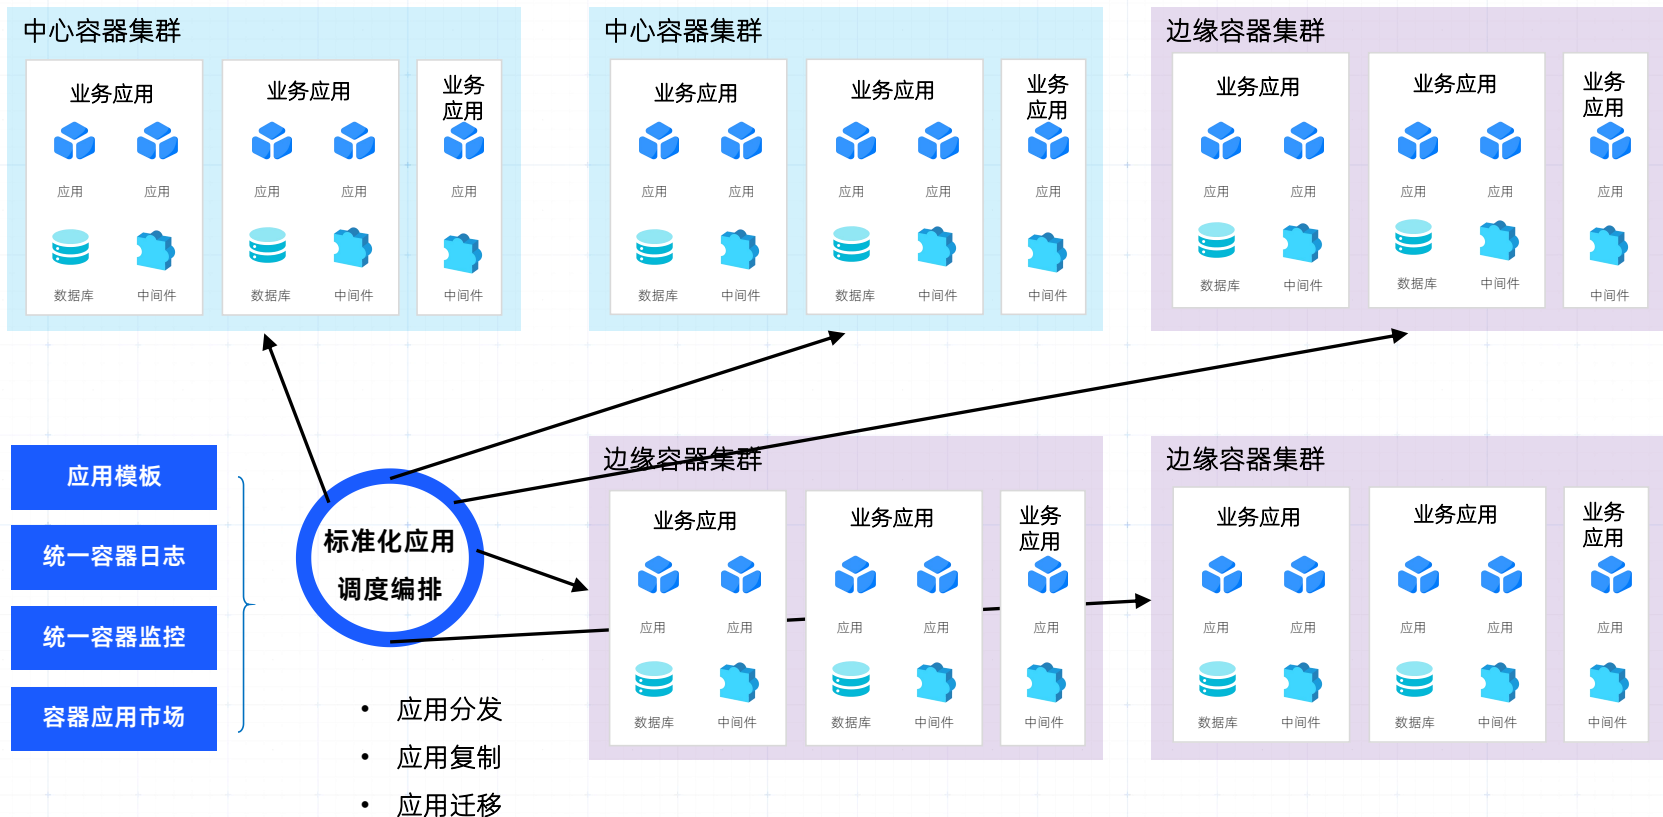 中心容器集群
业务应用
应用
应用
数据库
中间件
业务应用
应用
应用
数据库
中间件
业务
应用
应用
中间件
中心容器集群
业务应用
应用
应用
数据库
中间件
业务应用
应用
应用
数据库
中间件
业务
应用
应用
中间件
边缘容器集群
业务应用
应用
应用
数据库
中间件
业务应用
应用
应用
数据库
中间件
业务
应用
应用
中间件
应用模板
统一容器日志
统一容器监控
容器应用市场
标准化应用
调度编排
• 应用分发
• 应用复制
• 应用迁移
边缘容器集群
业务应用
应用
应用
数据库
中间件
业务应用
应用
应用
数据库
中间件
业务
应用
应用
中间件
边缘容器集群
业务应用
应用
应用
数据库
中间件
业务应用
应用
应用
数据库
中间件
业务
应用
应用
中间件